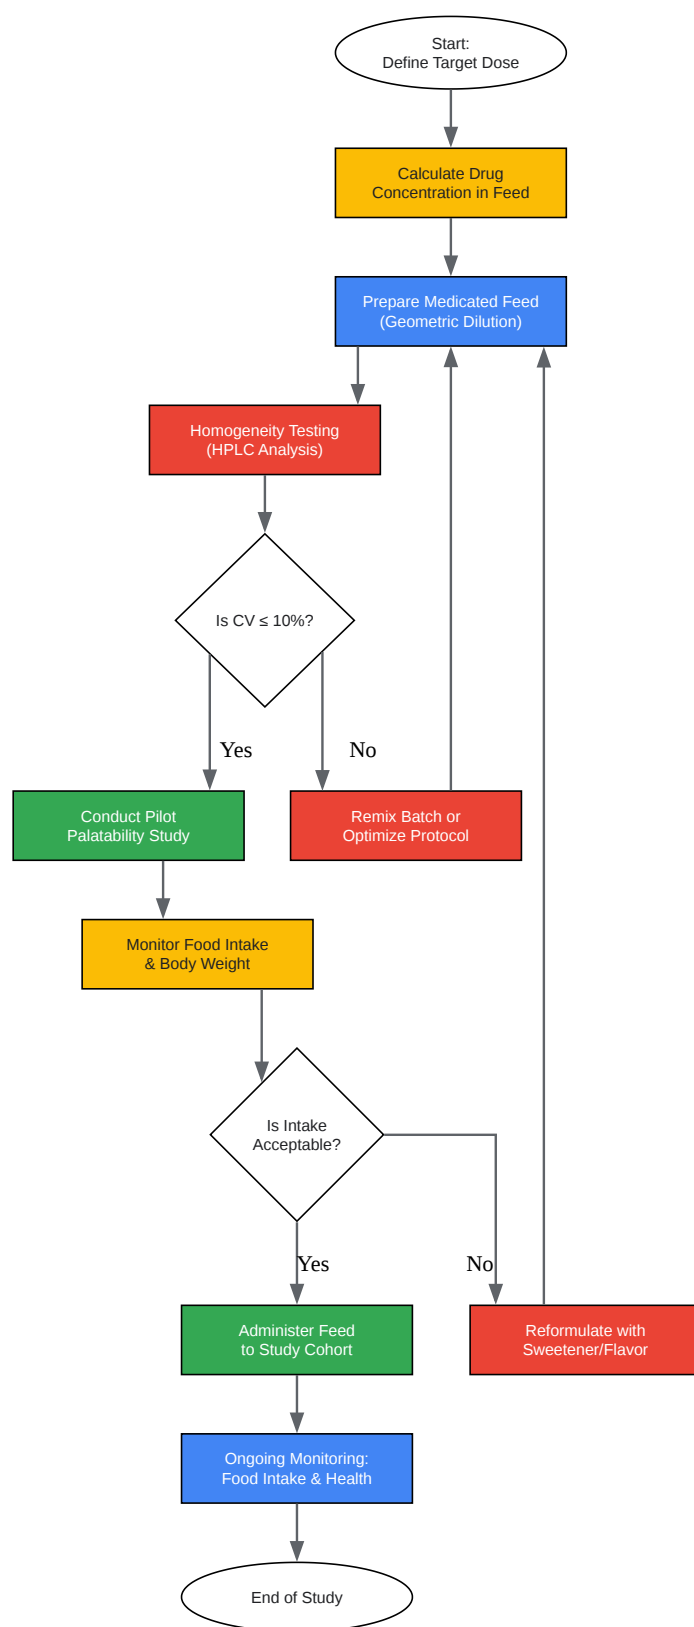 Start:
Define Target Dose
Calculate Drug
Concentration in Feed
Prepare Medicated Feed
(Geometric Dilution)
Homogeneity Testing
(HPLC Analysis)
Is CV ≤ 10%?
Yes
No
Conduct Pilot
Palatability Study
Remix Batch or
Optimize Protocol
Monitor Food Intake
& Body Weight
Is Intake
Acceptable?
Yes
No
Administer Feed
to Study Cohort
Reformulate with
Sweetener/Flavor
Ongoing Monitoring:
Food Intake & Health
End of Study